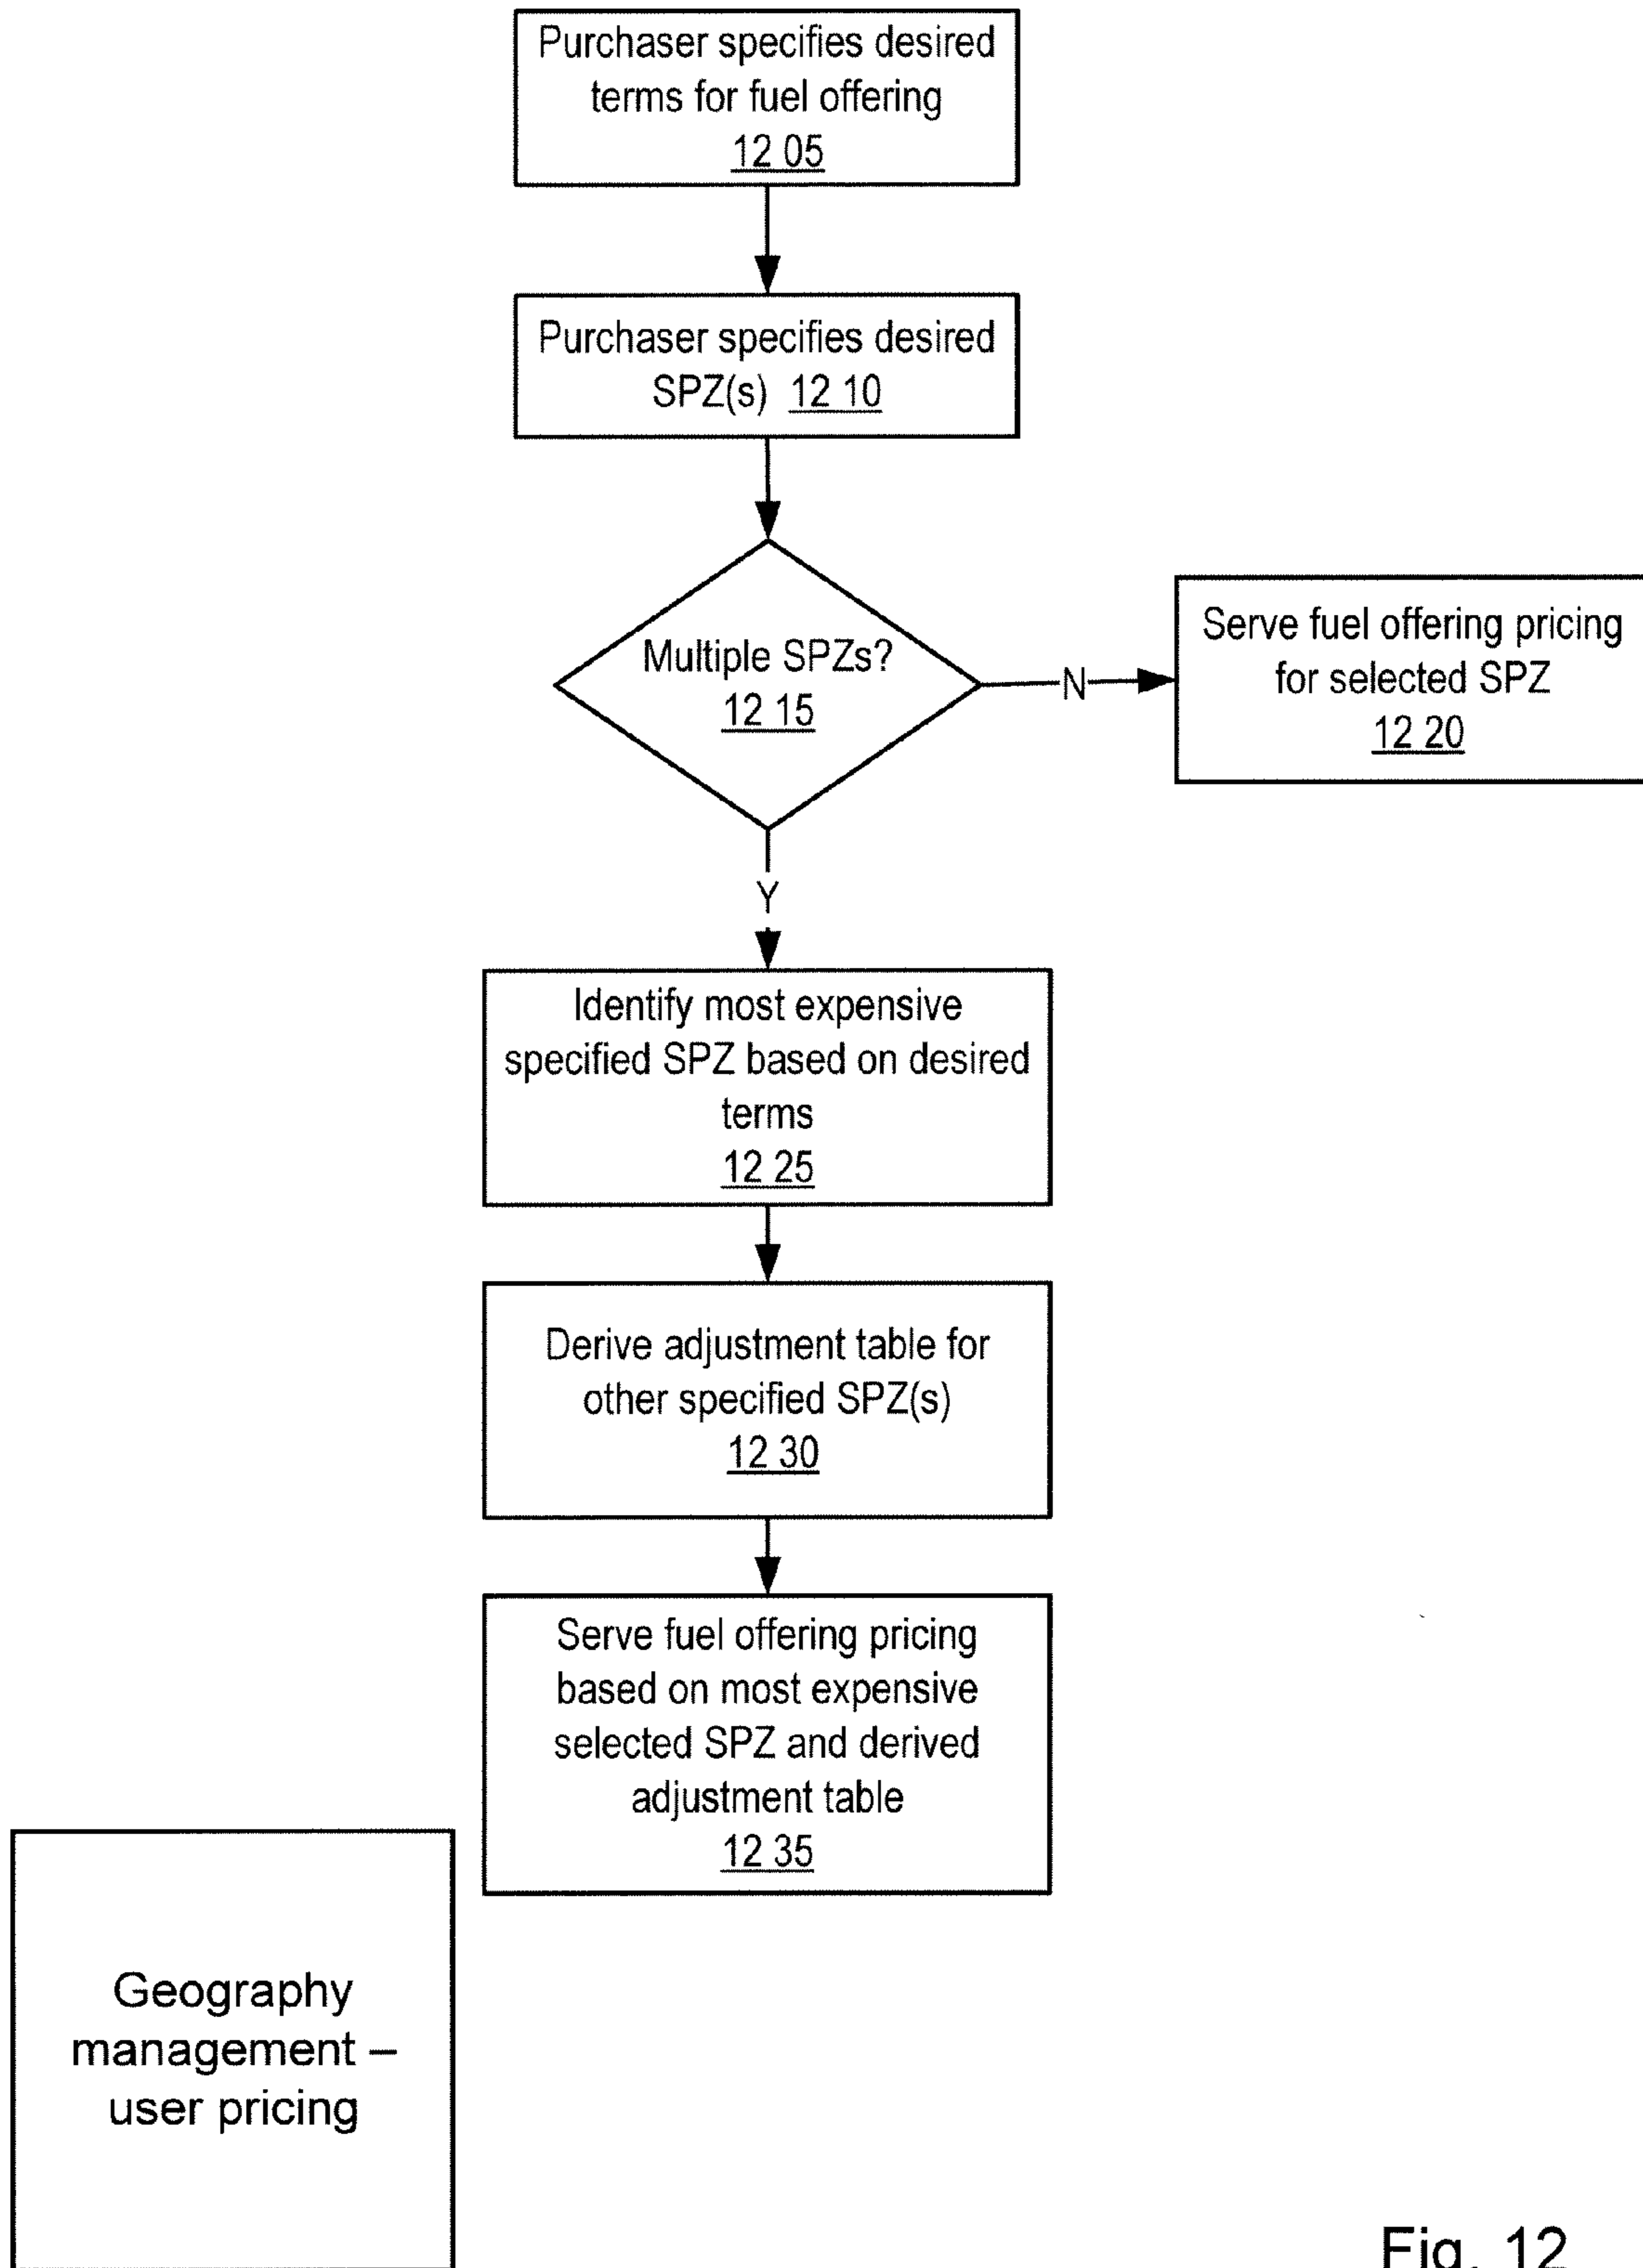 Purchaser specifies desired
terms for fuel offering
12 05
Purchaser specifies desired
SPZ(s) 12 10
Multiple SPZs?
12 15
N
Serve fuel offering pricing
for selected SPZ
12 20
Y
Identify most expensive
specified SPZ based on desired
terms
12 25
Derive adjustment table for
other specified SPZ(s)
12 30
Serve fuel offering pricing
based on most expensive
selected SPZ and derived
adjustment table
12 35
Geography
management –
user pricing
Fig. 12